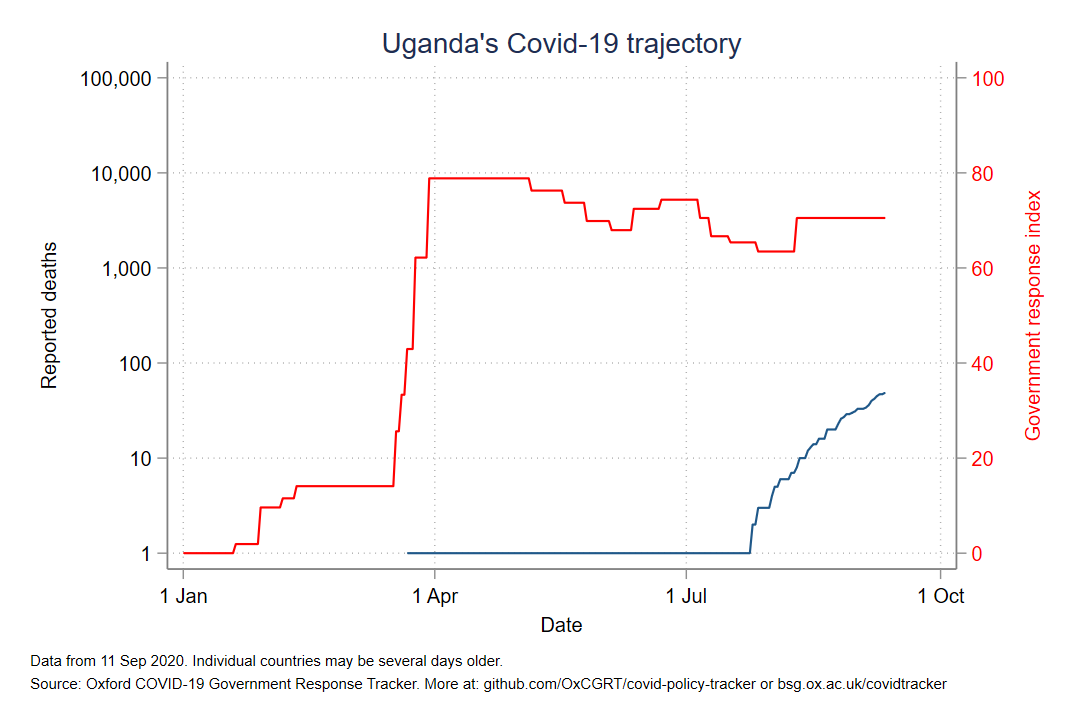 Uganda's Covid-19 trajectory
100,000
10,000
1,000
100
10
1
Reported deaths
100
80
60
40
20
0
Government response index
1 Jan
1 Apr
1 Jul
1 Oct
Date
Data from 11 Sep 2020. Individual countries may be several days older.
Source: Oxford COVID-19 Government Response Tracker. More at: github.com/OxCGRT/covid-policy-tracker or bsg.ox.ac.uk/covidtracker